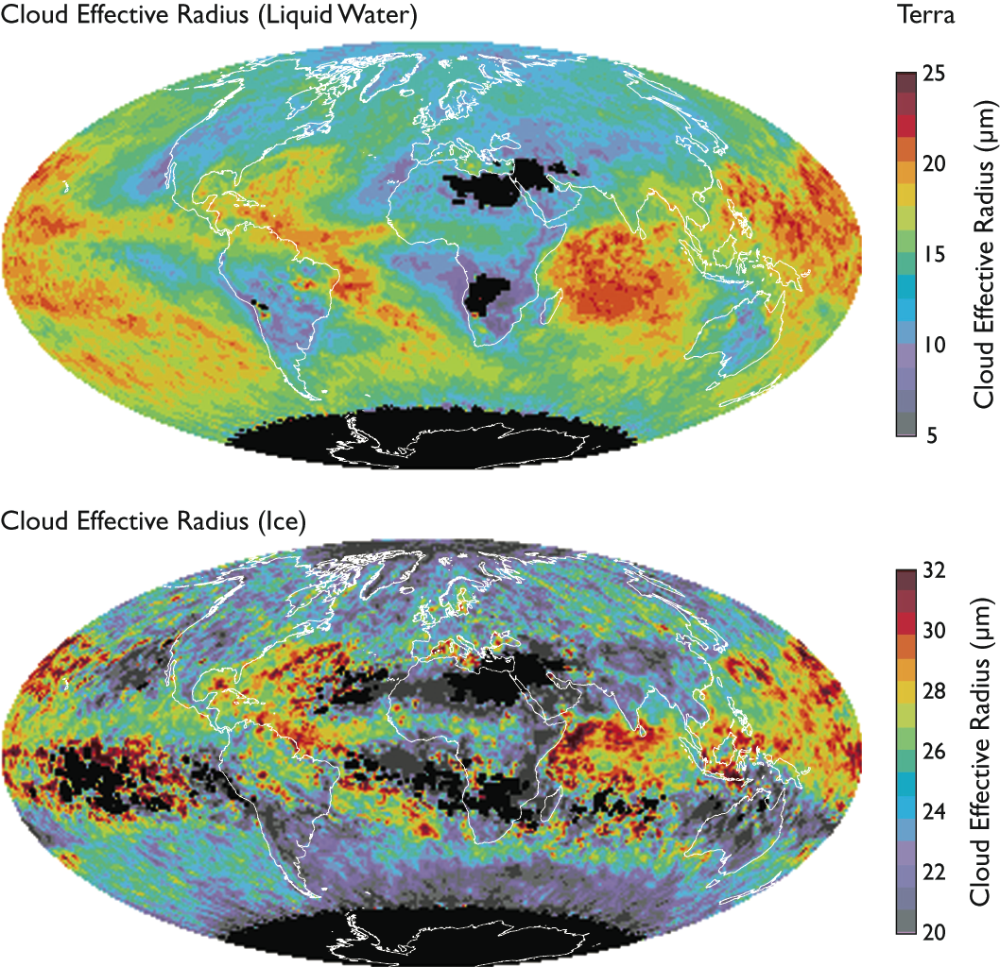 Cloud Effective Radius (Liquid Water)
Terra
25
20
15
10
5
Cloud Effective Radius (µm)
Cloud Effective Radius (Ice)
32
30
28
26
24
22
20
Cloud Effective Radius (µm)